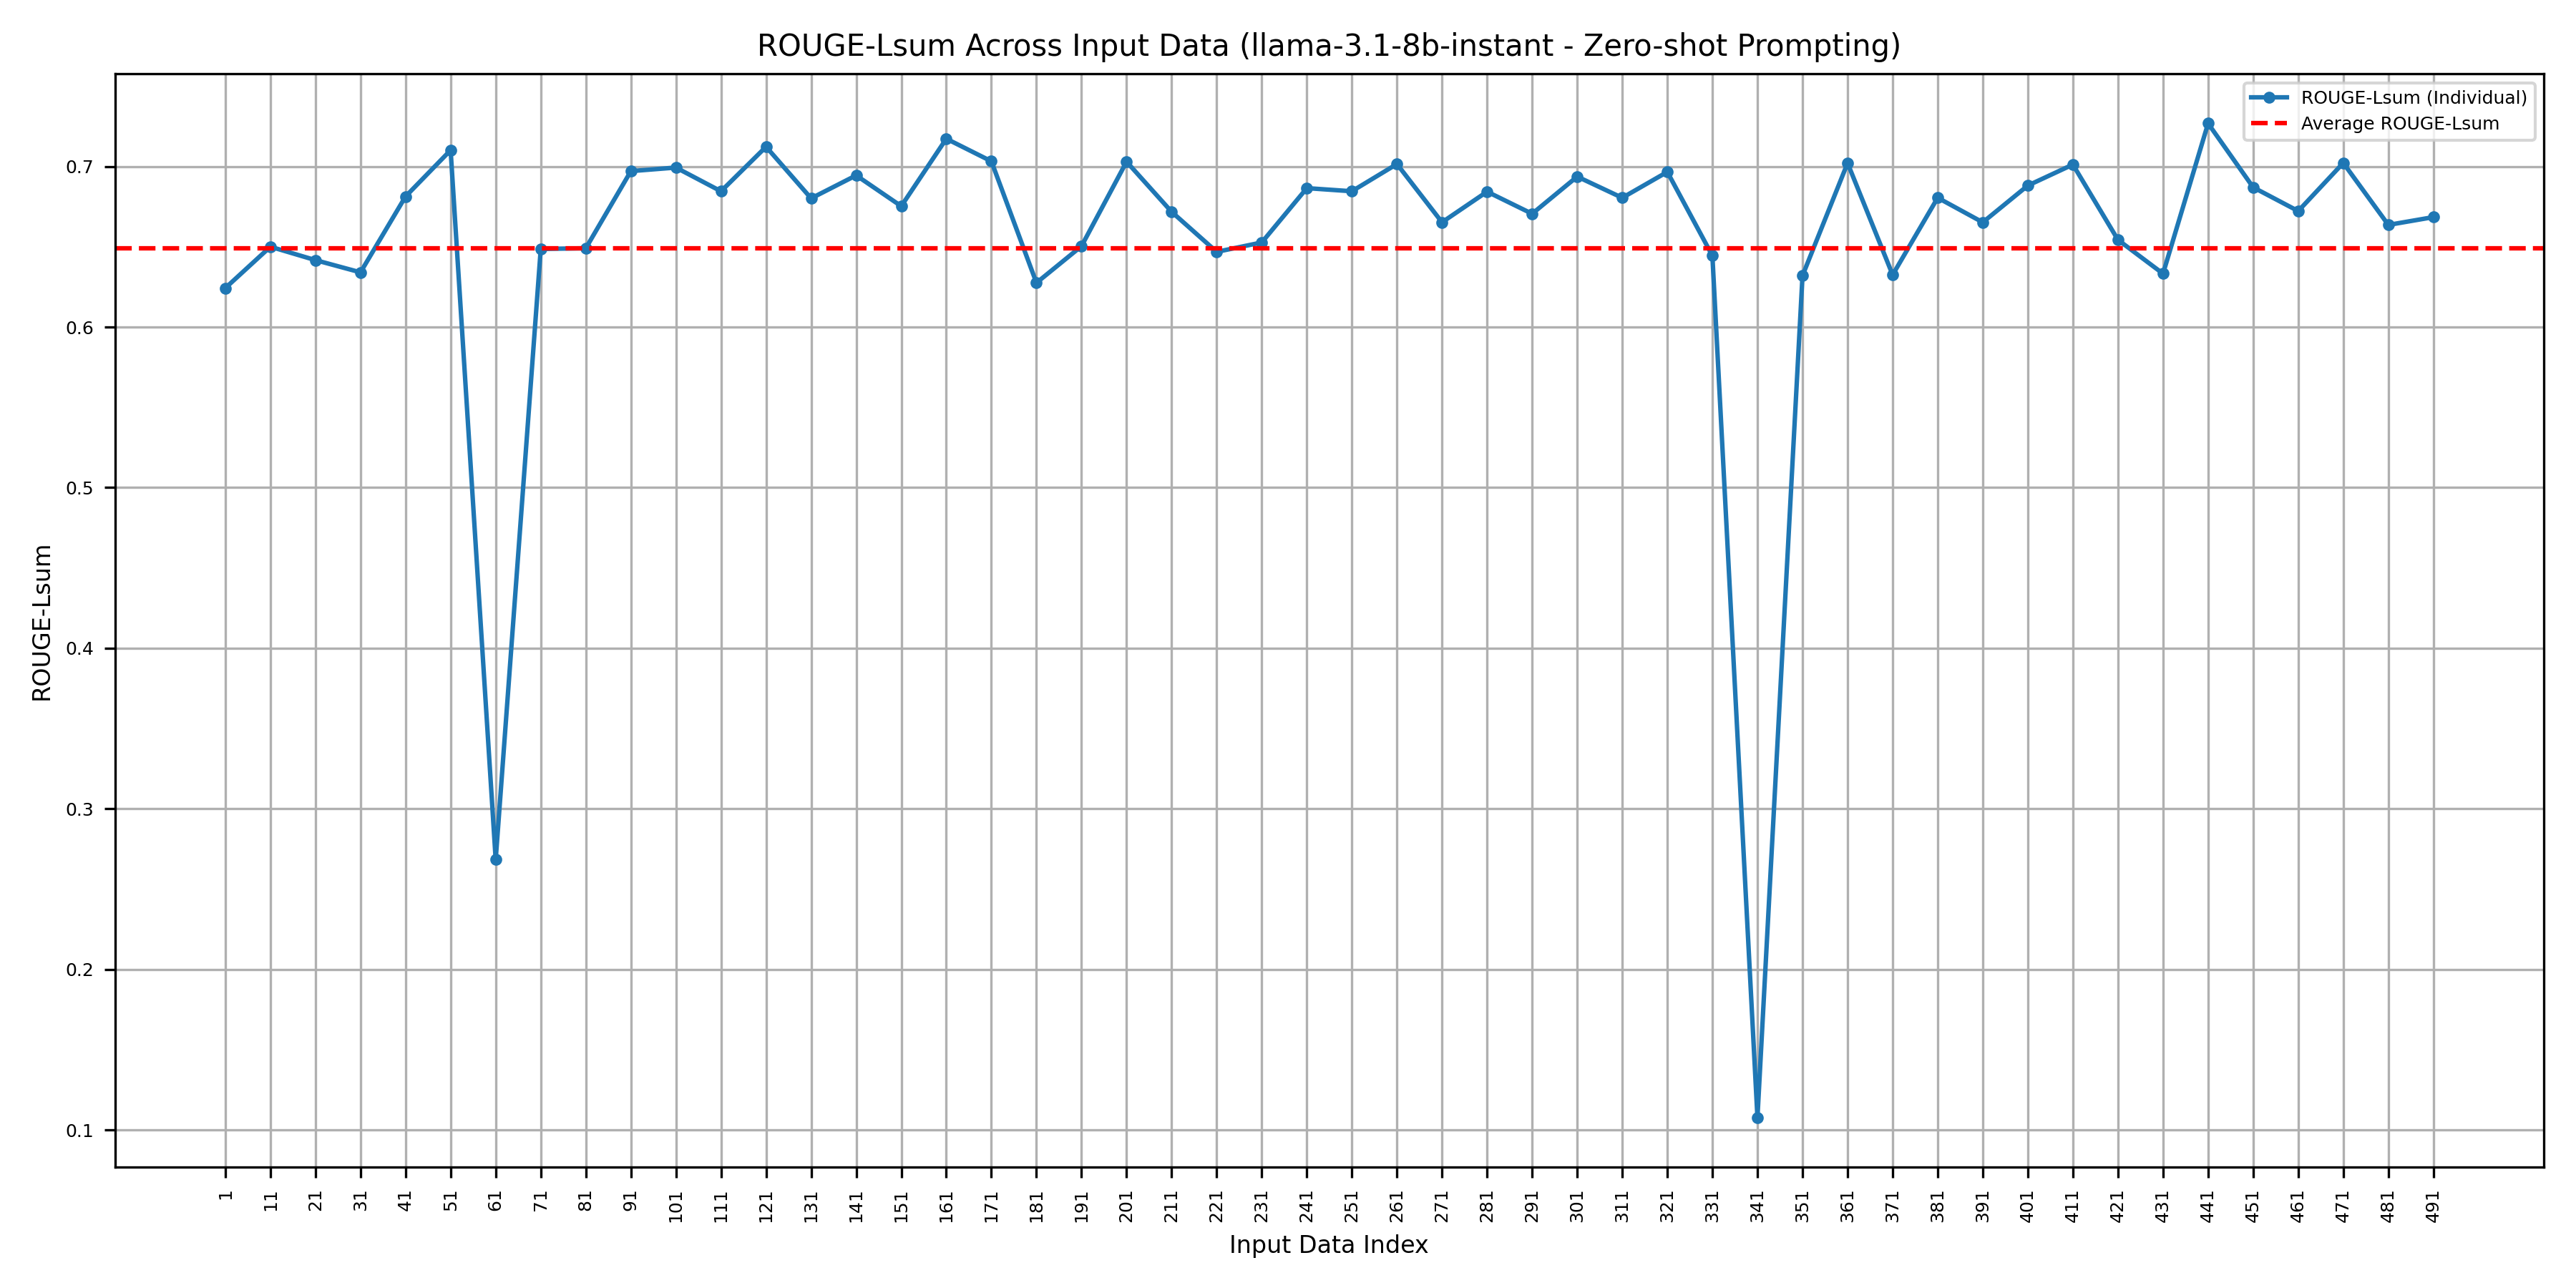 ROUGE-Lsum Across Input Data (llama-3.1-8b-instant - Zero-shot Prompting)
ROUGE-Lsum (Individual)
Average ROUGE-Lsum
ROUGE-Lsum
0.7
0.6
0.5
0.4
0.3
0.2
0.1
1 11 21 31 41 51 61 71 81 91 101 111 121 131 141 151 161 171 181 191 201 211 221 231 241 251 261 271 281 291 301 311 321 331 341 351 361 371 381 391 401 411 421 431 441 451 461 471 481 491
Input Data Index